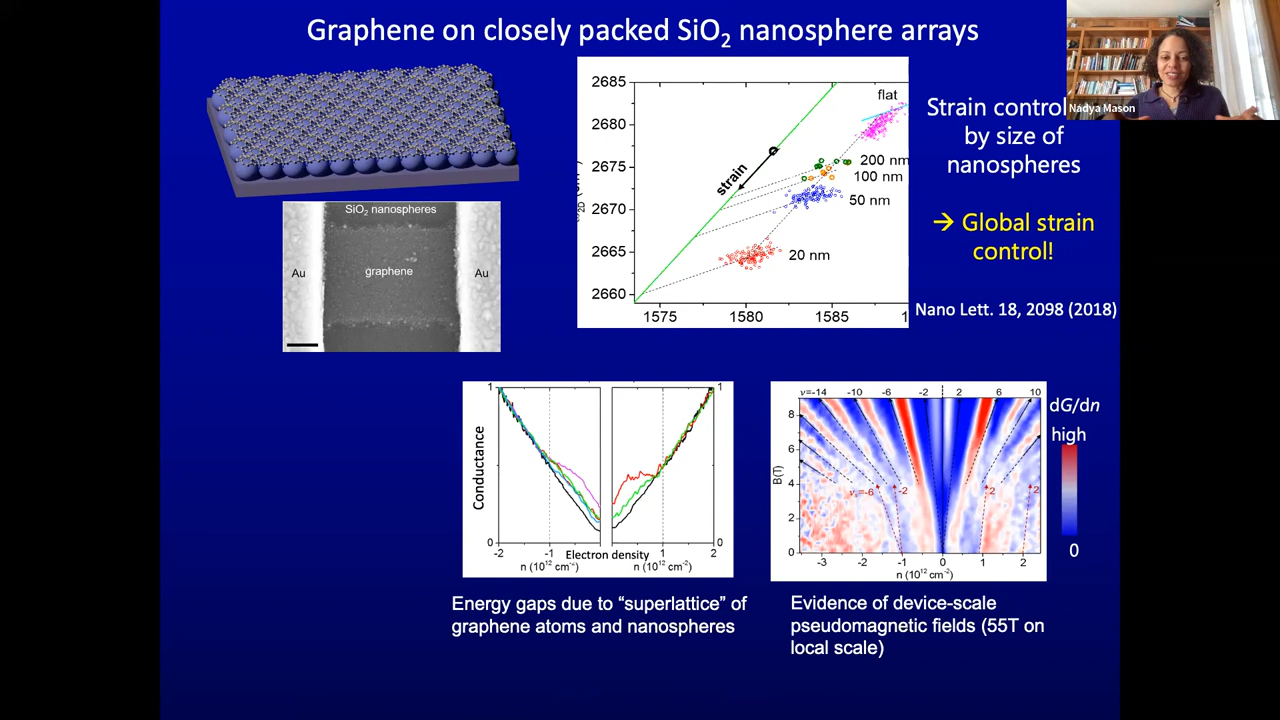 Graphene on closely packed SiO2 nanosphere arrays
Nadya Mason
SiO2 nanospheres
Au
graphene
Au
2685
2680
2675
2670
2665
2660
1575
1580
1585
strain
flat
200 nm
100 nm
50 nm
20 nm
Strain control
by size of
nanospheres
→ Global strain
control!
Nano Lett. 18, 2098 (2018)
Conductance
1
0
-2
-1
1
2
1
0
Electron density
n (10^12 cm^-2)
n (10^12 cm^-2)
Energy gaps due to “superlattice” of
graphene atoms and nanospheres
ν=-14 -10 -6 -2 2 6 10
B(T)
8
6
4
2
0
-6
-2
2
2
-3 -2 -1 0 1 2
n (10^12 cm^-2)
dG/dn
high
0
Evidence of device-scale
pseudomagnetic fields (55T on
local scale)